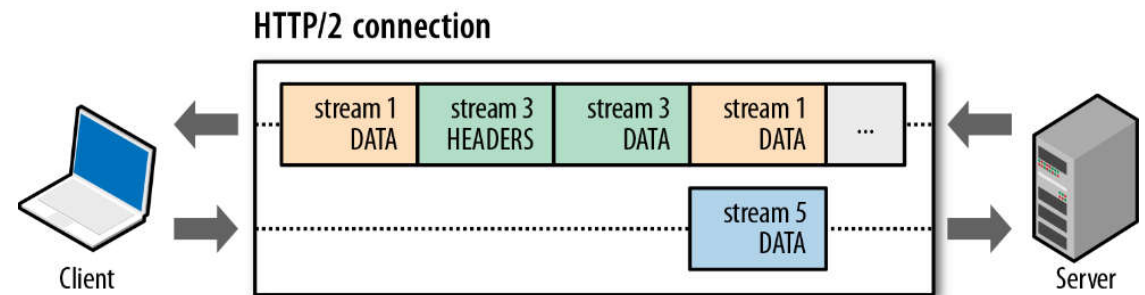 HTTP/2 connection
stream 1 stream 3 stream 3 stream 1 ...
DATA HEADERS DATA DATA
stream 5
DATA
Client
Server